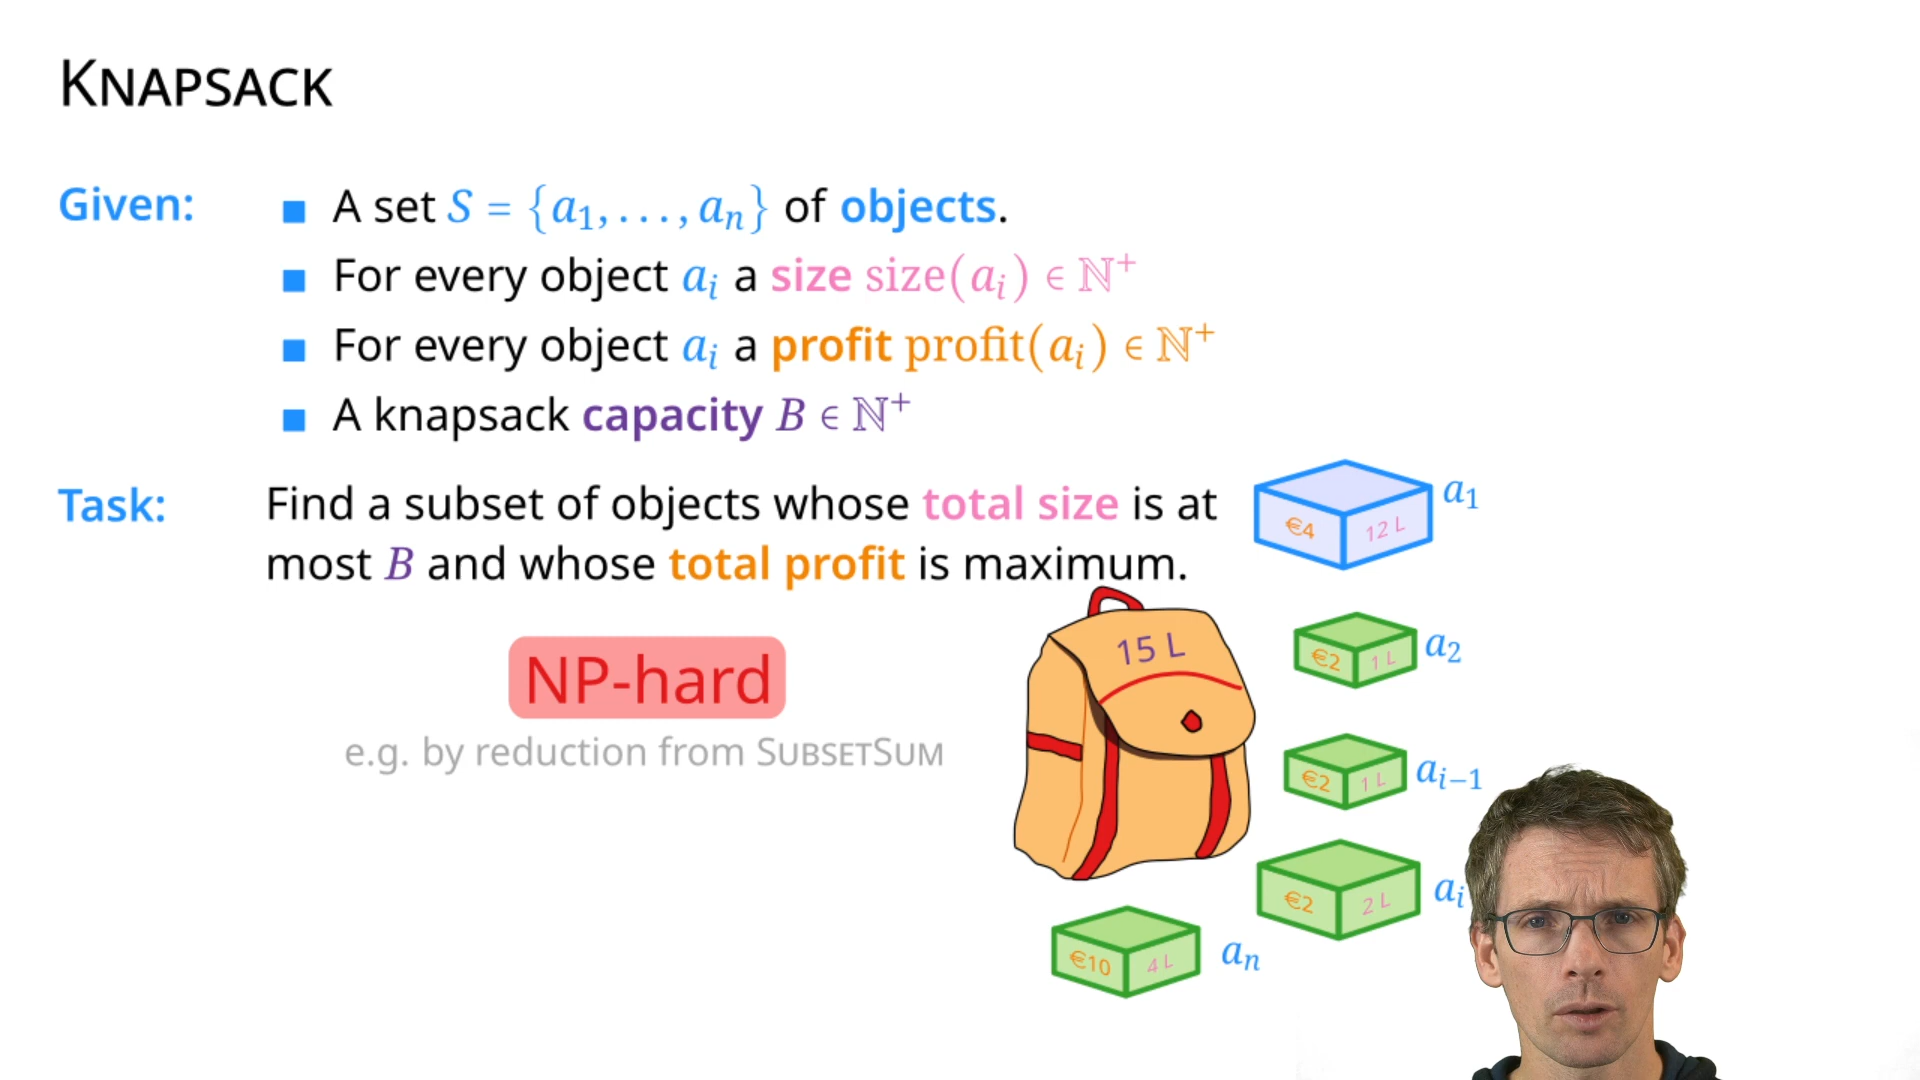 KNAPSACK
Given:
■ A set S = {a₁, . . . , aₙ} of objects.
■ For every object aᵢ a size size(aᵢ) ∈ ℕ⁺
■ For every object aᵢ a profit profit(aᵢ) ∈ ℕ⁺
■ A knapsack capacity B ∈ ℕ⁺
Task:
Find a subset of objects whose total size is at
most B and whose total profit is maximum.
NP-hard
e.g. by reduction from SUBSETSUM
15 L
€4 12 L a₁
€2 1 L a₂
€2 1 L aᵢ₋₁
€2 2 L aᵢ
€10 4 L aₙ